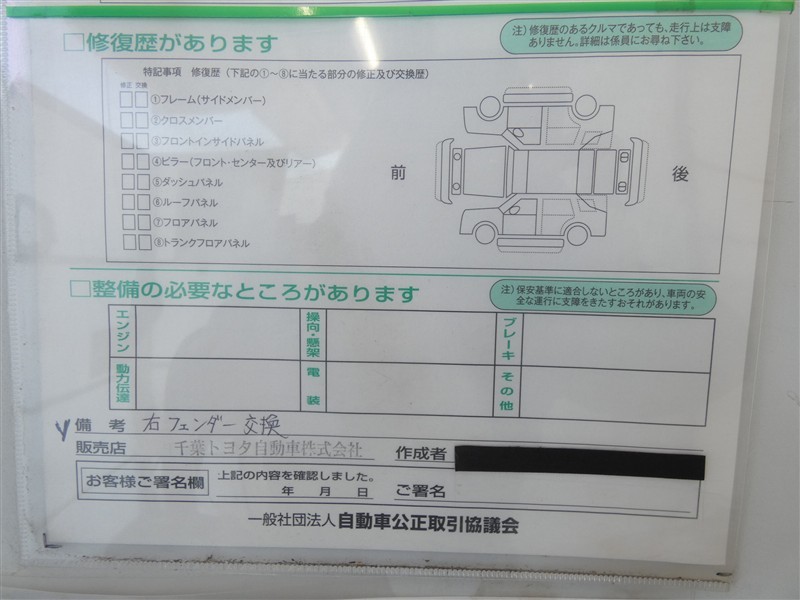 □修復歴があります
注）修復歴のあるクルマであっても、走行上は支障
ありません。詳細は係員にお尋ね下さい。
特記事項　修復歴（下記の①～⑧に当たる部分の修正及び交換歴）
修正 交換
①フレーム（サイドメンバー）
②クロスメンバー
③フロントインサイドパネル
④ピラー（フロント・センター及びリアー）
⑤ダッシュパネル
⑥ルーフパネル
⑦フロアパネル
⑧トランクフロアパネル
前
後
□整備の必要なところがあります
注）保安基準に適合しないところがあり、車両の安
全な運行に支障をきたすおそれがあります。
エンジン
操向・懸架
ブレーキ
動力伝達
電装
その他
備考 右フェンダー交換
販売店 千葉トヨタ自動車株式会社 作成者
お客様ご署名欄
上記の内容を確認しました。
年 月 日 ご署名
一般社団法人 自動車公正取引協議会